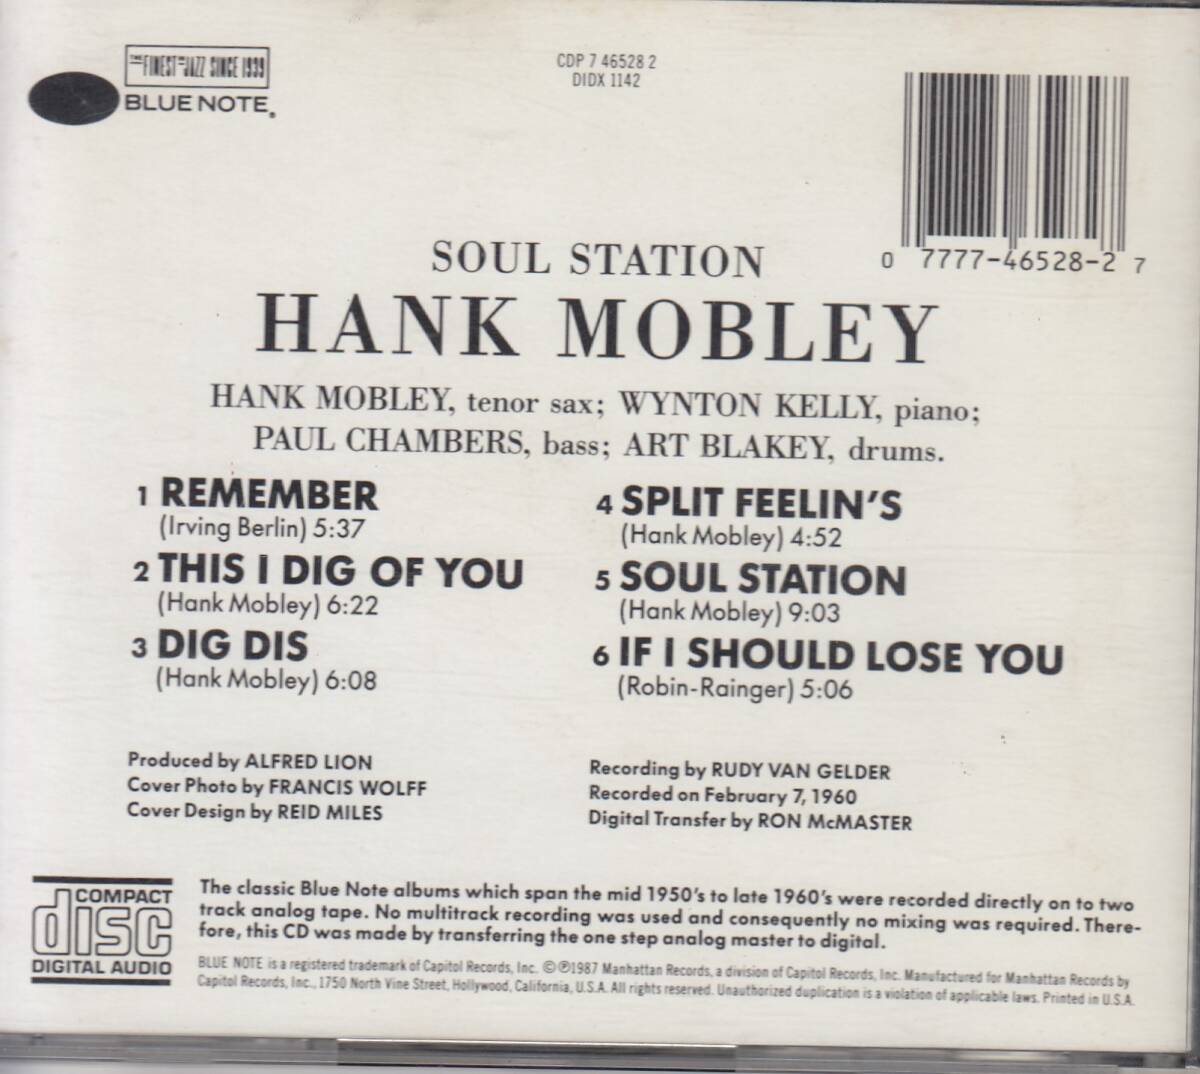 THE FINEST IN JAZZ SINCE 1939
BLUE NOTE®
CDP 7 46528 2
DIDX 1142
0 7777-46528-2 7
SOUL STATION
HANK MOBLEY
HANK MOBLEY, tenor sax; WYNTON KELLY, piano;
PAUL CHAMBERS, bass; ART BLAKEY, drums.
1 REMEMBER
(Irving Berlin) 5:37
2 THIS I DIG OF YOU
(Hank Mobley) 6:22
3 DIG DIS
(Hank Mobley) 6:08
4 SPLIT FEELIN'S
(Hank Mobley) 4:52
5 SOUL STATION
(Hank Mobley) 9:03
6 IF I SHOULD LOSE YOU
(Robin-Rainger) 5:06
Produced by ALFRED LION
Cover Photo by FRANCIS WOLFF
Cover Design by REID MILES
Recording by RUDY VAN GELDER
Recorded on February 7, 1960
Digital Transfer by RON McMASTER
COMPACT
disc
DIGITAL AUDIO
The classic Blue Note albums which span the mid 1950's to late 1960's were recorded directly on to two
track analog tape. No multitrack recording was used and consequently no mixing was required. There-
fore, this CD was made by transferring the one step analog master to digital.
BLUE NOTE is a registered trademark of Capitol Records, Inc. ©℗1987 Manhattan Records, a division of Capitol Records, Inc. Manufactured for Manhattan Records by
Capitol Records, Inc., 1750 North Vine Street, Hollywood, California, U.S.A. All rights reserved. Unauthorized duplication is a violation of applicable laws. Printed in U.S.A.